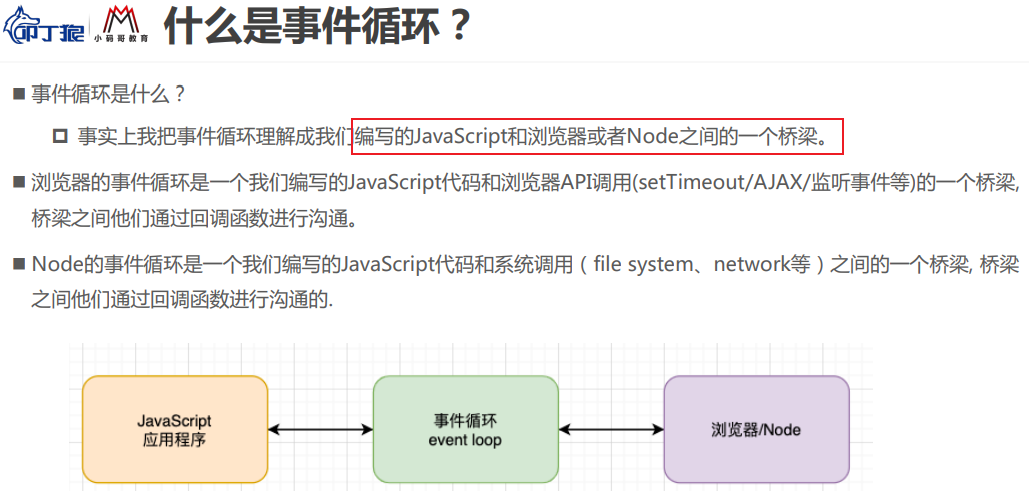 叩丁狼
小码哥教育
什么是事件循环？
■ 事件循环是什么？
事实上我把事件循环理解成我们编写的JavaScript和浏览器或者Node之间的一个桥梁。
■ 浏览器的事件循环是一个我们编写的JavaScript代码和浏览器API调用(setTimeout/AJAX/监听事件等)的一个桥梁,
桥梁之间他们通过回调函数进行沟通。
■ Node的事件循环是一个我们编写的JavaScript代码和系统调用（file system、network等）之间的一个桥梁, 桥梁
之间他们通过回调函数进行沟通的.
JavaScript
应用程序
事件循环
event loop
浏览器/Node